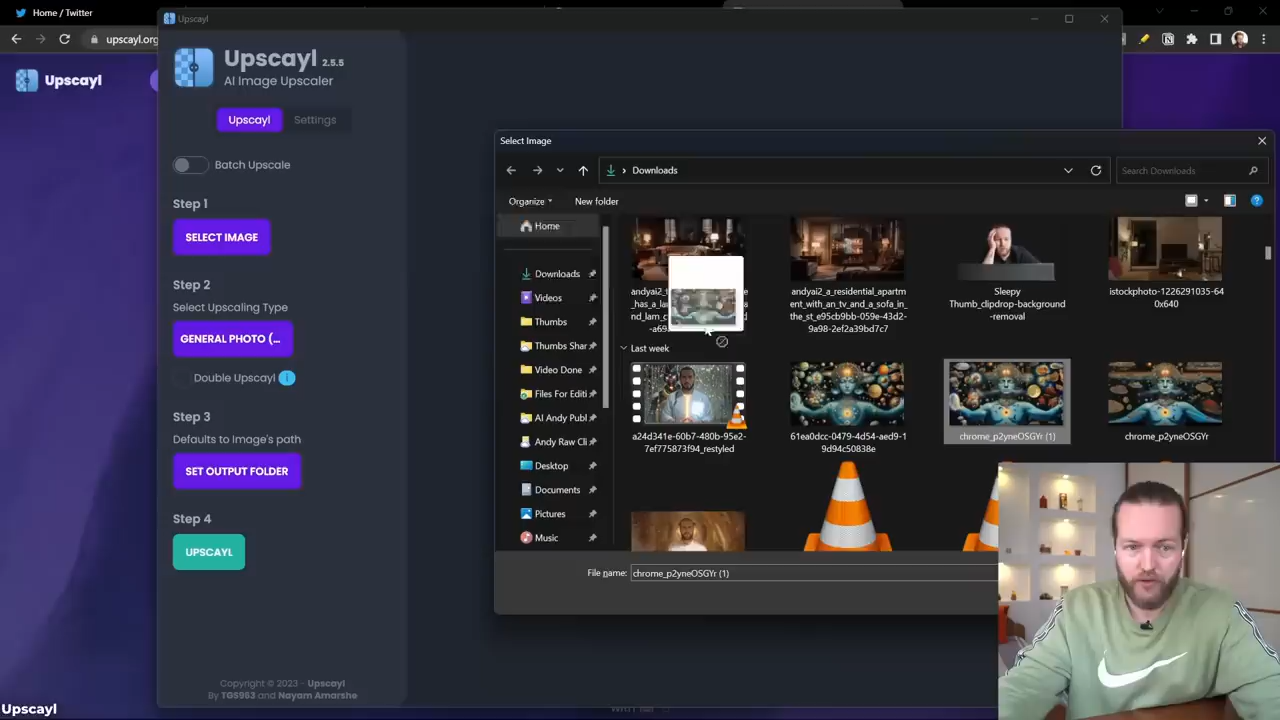 Home / Twitter
upscayl.org
Upscayl
Upscayl
Upscayl 2.5.5
AI Image Upscaler
Upscayl
Settings
Batch Upscale
Step 1
SELECT IMAGE
Step 2
Select Upscaling Type
GENERAL PHOTO (...
Double Upscayl
Step 3
Defaults to Image's path
SET OUTPUT FOLDER
Step 4
UPSCAYL
Copyright © 2023 - Upscayl
By TGS963 and Nayam Amarshe
Select Image
Downloads
Search Downloads
Organize
New folder
Home
Downloads
Videos
Thumbs
Thumbs Shar
Video Done
Files For Editi
AI Andy Publ
Andy Raw Cli
Desktop
Documents
Pictures
Music
andyai2_a_residential_apartm
ent_with_an_tv_and_a_sofa_in_
the_st_e95cb9bb-059e-43d2-
9a98-2ef2a39bd7c7
Sleepy
Thumb_clipdrop-background
-removal
istockphoto-1226291035-64
0x640
Last week
a24d341e-60b7-480b-95e2-
7ef775873f94_restyled
61ea0dcc-0479-4d54-aed9-1
9d94c50838e
chrome_p2yneOSGYr (1)
chrome_p2yneOSGYr
File name:
chrome_p2yneOSGYr (1)
Upscayl